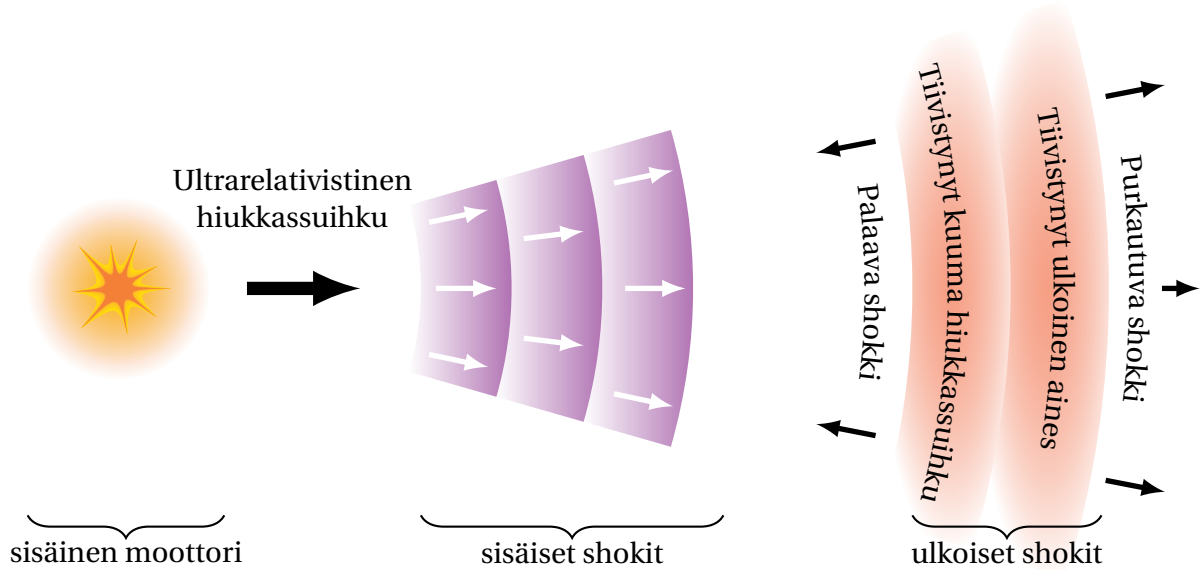 Ultrarelativistinen
hiukkassuihku
Palaava shokki
Tiivistynyt kuuma hiukkassuihku
Tiivistynyt ulkoinen aines
Purkautuva shokki
sisäinen moottori
sisäiset shokit
ulkoiset shokit